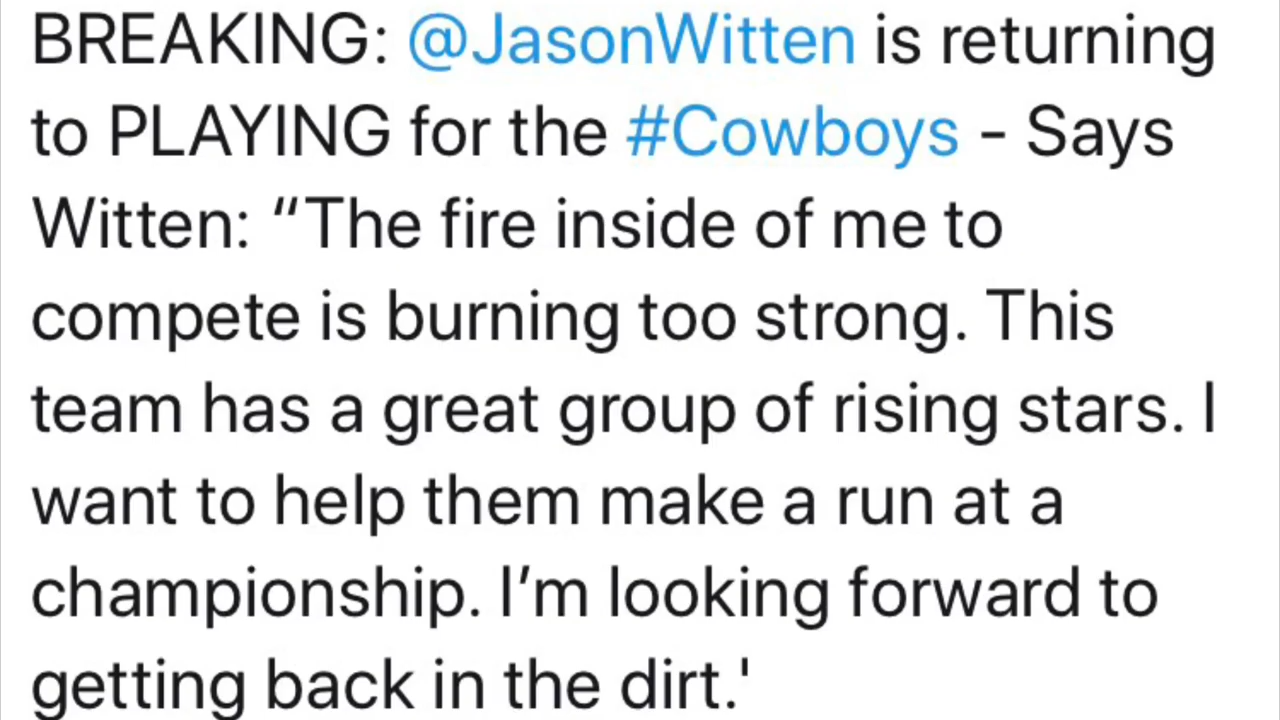 BREAKING: @JasonWitten is returning
to PLAYING for the #Cowboys - Says
Witten: “The fire inside of me to
compete is burning too strong. This
team has a great group of rising stars. I
want to help them make a run at a
championship. I’m looking forward to
getting back in the dirt.'